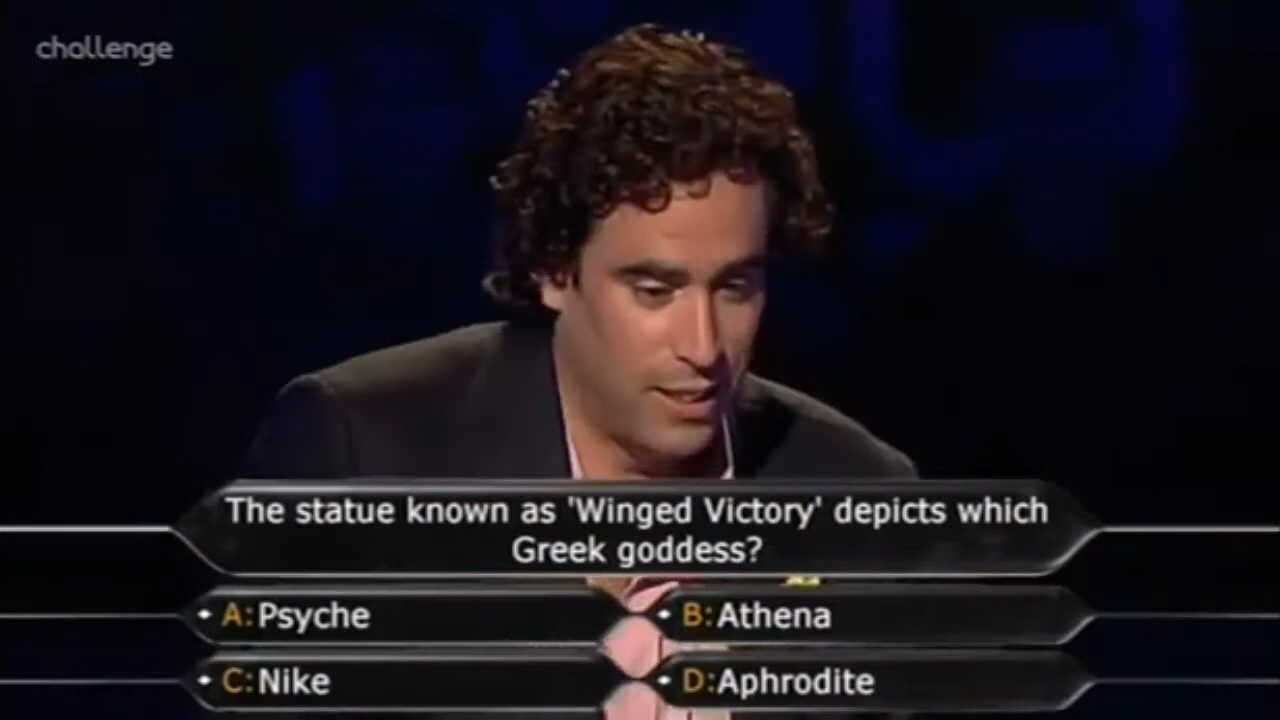 challenge
The statue known as 'Winged Victory' depicts which
Greek goddess?
A: Psyche
B: Athena
C: Nike
D: Aphrodite